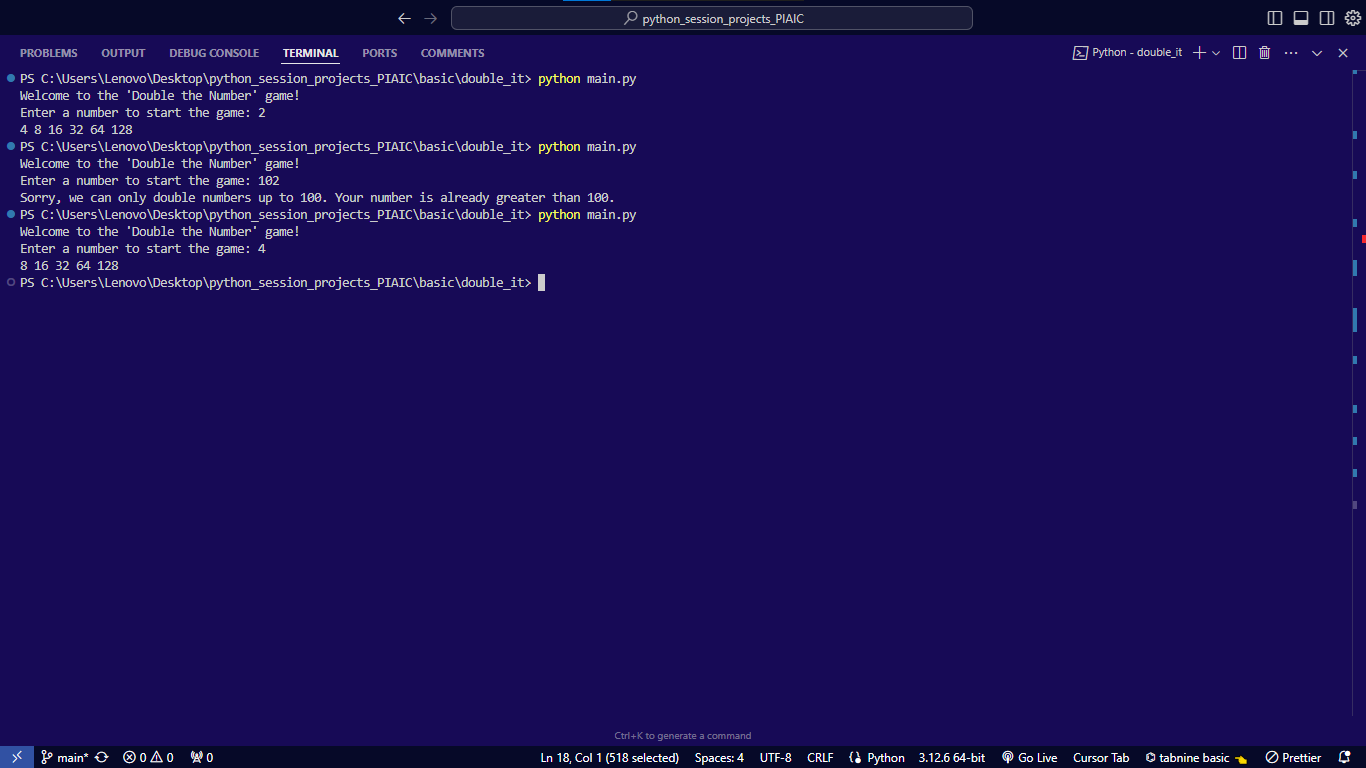 python_session_projects_PIAIC
PROBLEMS OUTPUT DEBUG CONSOLE TERMINAL PORTS COMMENTS Python - double_it
PS C:\Users\Lenovo\Desktop\python_session_projects_PIAIC\basic\double_it> python main.py
Welcome to the 'Double the Number' game!
Enter a number to start the game: 2
4 8 16 32 64 128
PS C:\Users\Lenovo\Desktop\python_session_projects_PIAIC\basic\double_it> python main.py
Welcome to the 'Double the Number' game!
Enter a number to start the game: 102
Sorry, we can only double numbers up to 100. Your number is already greater than 100.
PS C:\Users\Lenovo\Desktop\python_session_projects_PIAIC\basic\double_it> python main.py
Welcome to the 'Double the Number' game!
Enter a number to start the game: 4
8 16 32 64 128
PS C:\Users\Lenovo\Desktop\python_session_projects_PIAIC\basic\double_it>
Ctrl+K to generate a command
main* 0 0 0 Ln 18, Col 1 (518 selected) Spaces: 4 UTF-8 CRLF Python 3.12.6 64-bit Go Live Cursor Tab tabnine basic Prettier